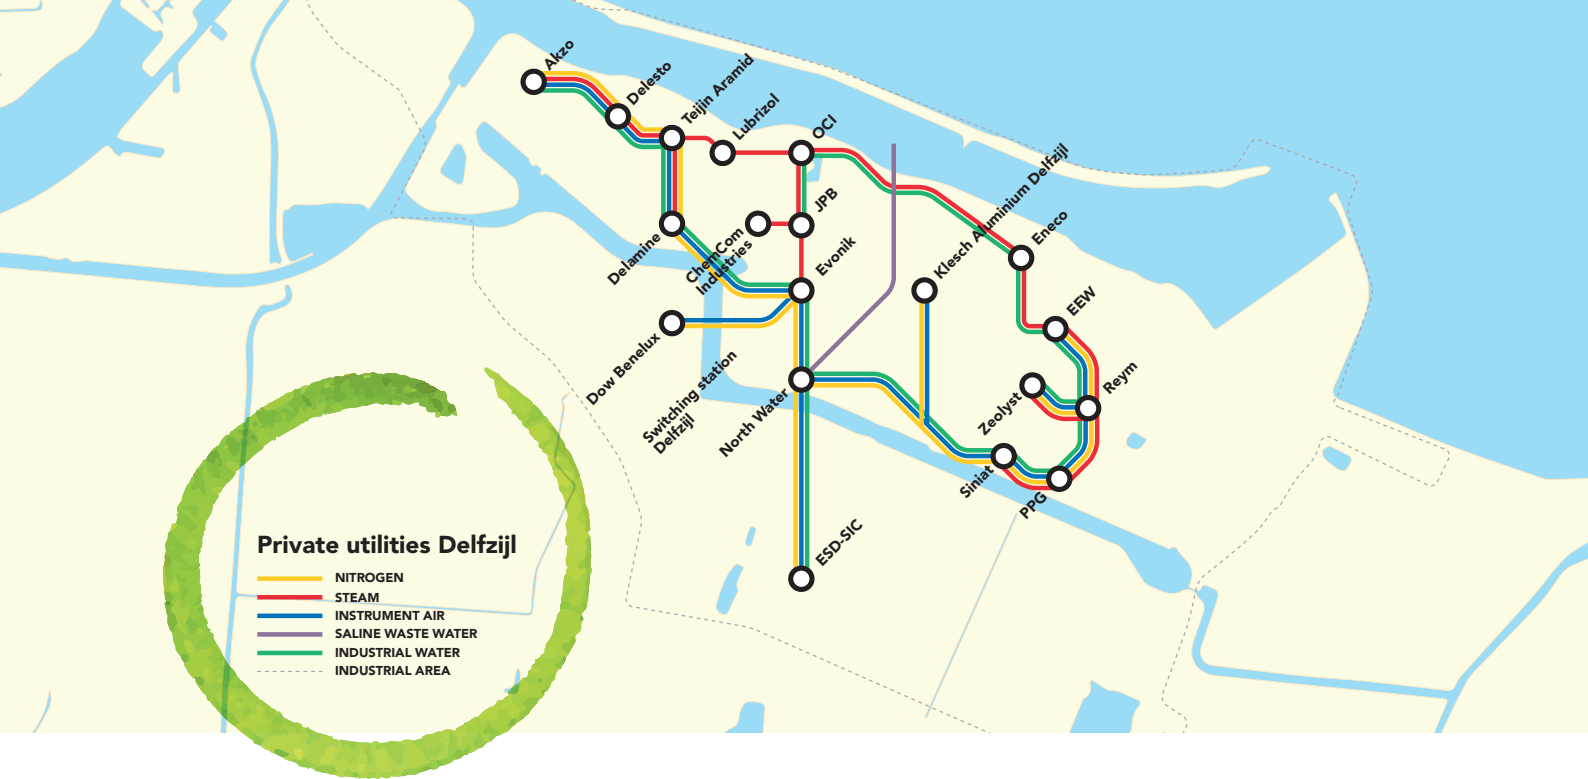 Akzo
Delesto
Teijin Aramid
Lubrizol
OCI
JPB
ChemCom
Industries
Evonik
Delamine
Klesch Aluminium Delfzijl
Eneco
EEW
Dow Benelux
Switching station
Delfzijl
North Water
Zeolyst
Reym
Siniat
PPG
ESD-SIC
Private utilities Delfzijl
NITROGEN
STEAM
INSTRUMENT AIR
SALINE WASTE WATER
INDUSTRIAL WATER
INDUSTRIAL AREA